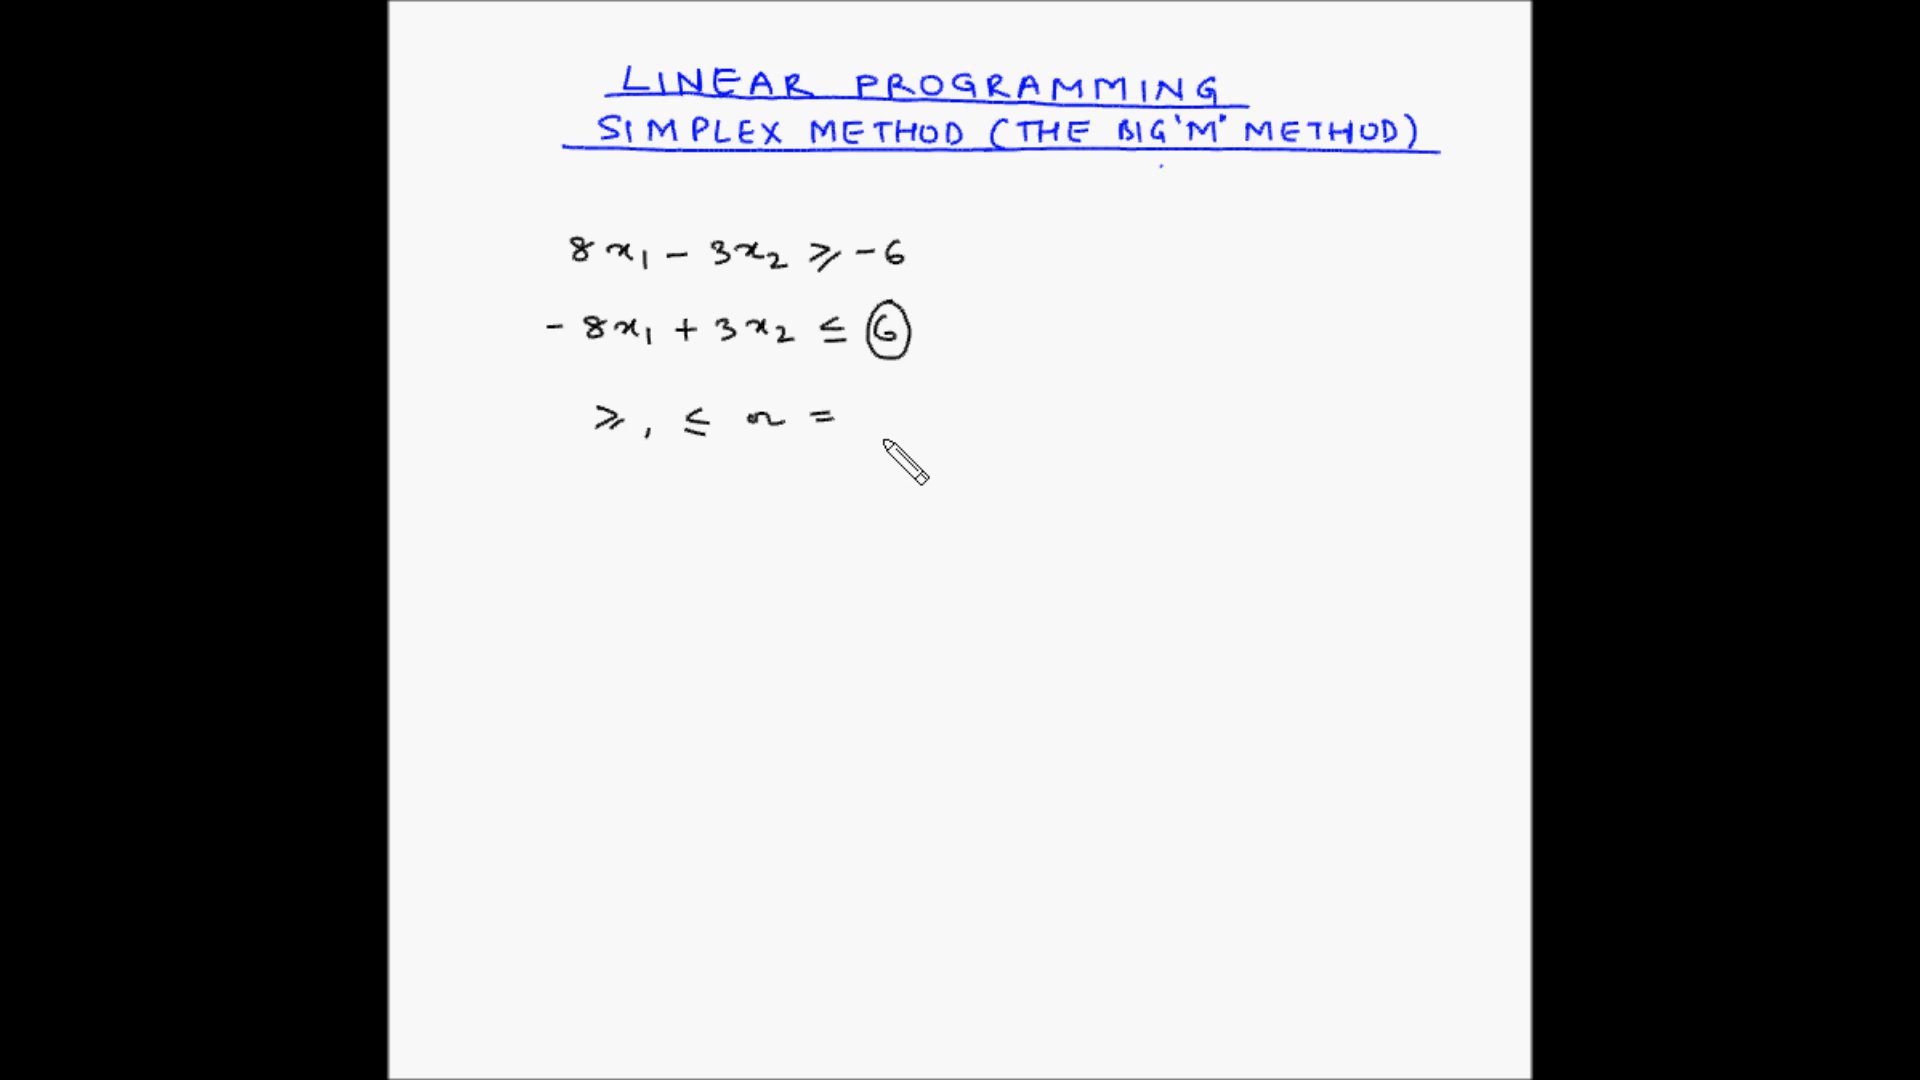 LINEAR PROGRAMMING
SIMPLEX METHOD (THE BIG 'M' METHOD)
8x₁ - 3x₂ ≥ -6
- 8x₁ + 3x₂ ≤ 6
≥, ≤ or =